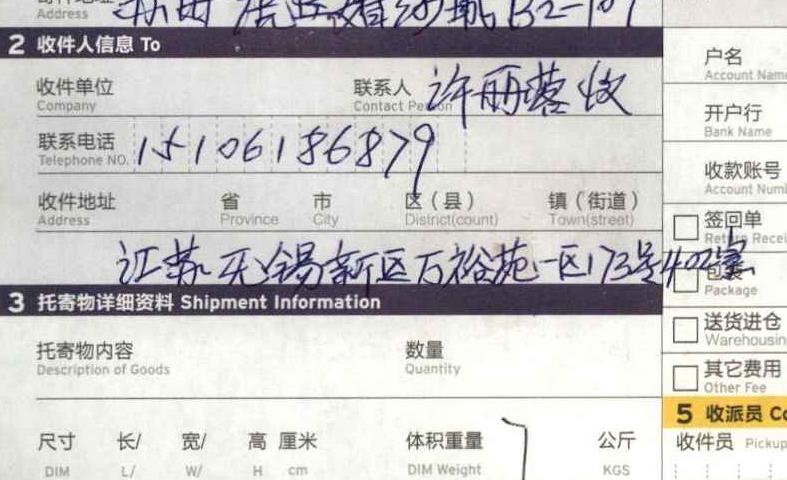 Address
B2-101
2 收件人信息 To
收件单位 联系人 许丽蓉收
Company Contact Person
联系电话 15106186879
Telephone NO.
收件地址 省 市 区（县） 镇（街道）
Address Province City District(count) Town(street)
江苏无锡新区万裕苑一区173号402室
3 托寄物详细资料 Shipment Information
托寄物内容 数量
Description of Goods Quantity
尺寸 长/ 宽/ 高 厘米 体积重量 公斤
DIM L/ W/ H cm DIM Weight KGS
户名
Account Name
开户行
Bank Name
收款账号
Account Num
签回单
Return Recei
包装
Package
送货进仓
Warehousin
其它费用
Other Fee
5 收派员 Co
收件员 Pickup